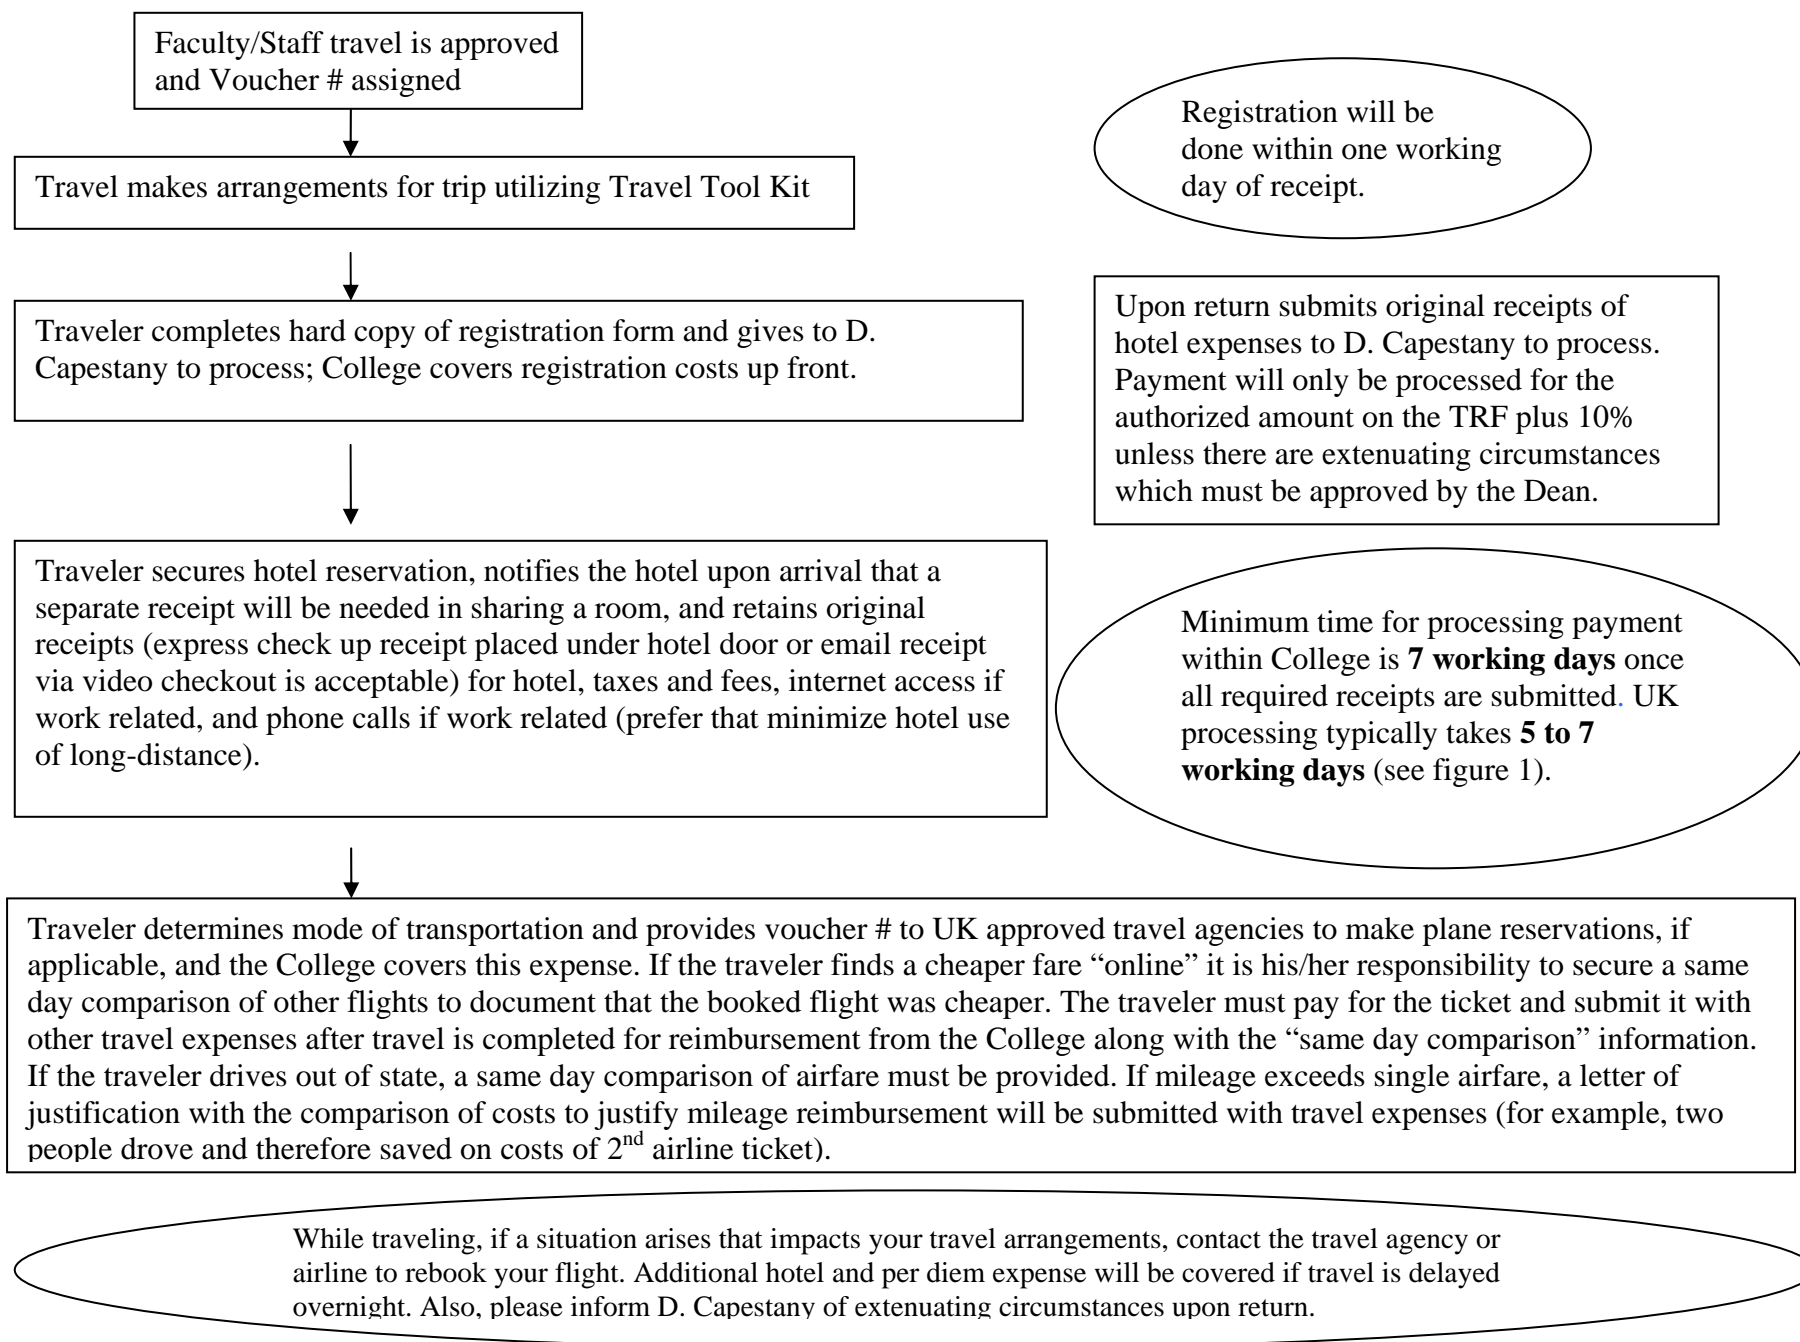 Faculty/Staff travel is approved
and Voucher # assigned
Registration will be
done within one working
day of receipt.
Travel makes arrangements for trip utilizing Travel Tool Kit
Traveler completes hard copy of registration form and gives to D.
Capestany to process; College covers registration costs up front.
Upon return submits original receipts of
hotel expenses to D. Capestany to process.
Payment will only be processed for the
authorized amount on the TRF plus 10%
unless there are extenuating circumstances
which must be approved by the Dean.
Traveler secures hotel reservation, notifies the hotel upon arrival that a
separate receipt will be needed in sharing a room, and retains original
receipts (express check up receipt placed under hotel door or email receipt
via video checkout is acceptable) for hotel, taxes and fees, internet access if
work related, and phone calls if work related (prefer that minimize hotel use
of long-distance).
Minimum time for processing payment
within College is 7 working days once
all required receipts are submitted. UK
processing typically takes 5 to 7
working days (see figure 1).
Traveler determines mode of transportation and provides voucher # to UK approved travel agencies to make plane reservations, if
applicable, and the College covers this expense. If the traveler finds a cheaper fare “online” it is his/her responsibility to secure a same
day comparison of other flights to document that the booked flight was cheaper. The traveler must pay for the ticket and submit it with
other travel expenses after travel is completed for reimbursement from the College along with the “same day comparison” information.
If the traveler drives out of state, a same day comparison of airfare must be provided. If mileage exceeds single airfare, a letter of
justification with the comparison of costs to justify mileage reimbursement will be submitted with travel expenses (for example, two
people drove and therefore saved on costs of 2nd airline ticket).
While traveling, if a situation arises that impacts your travel arrangements, contact the travel agency or
airline to rebook your flight. Additional hotel and per diem expense will be covered if travel is delayed
overnight. Also, please inform D. Capestany of extenuating circumstances upon return.